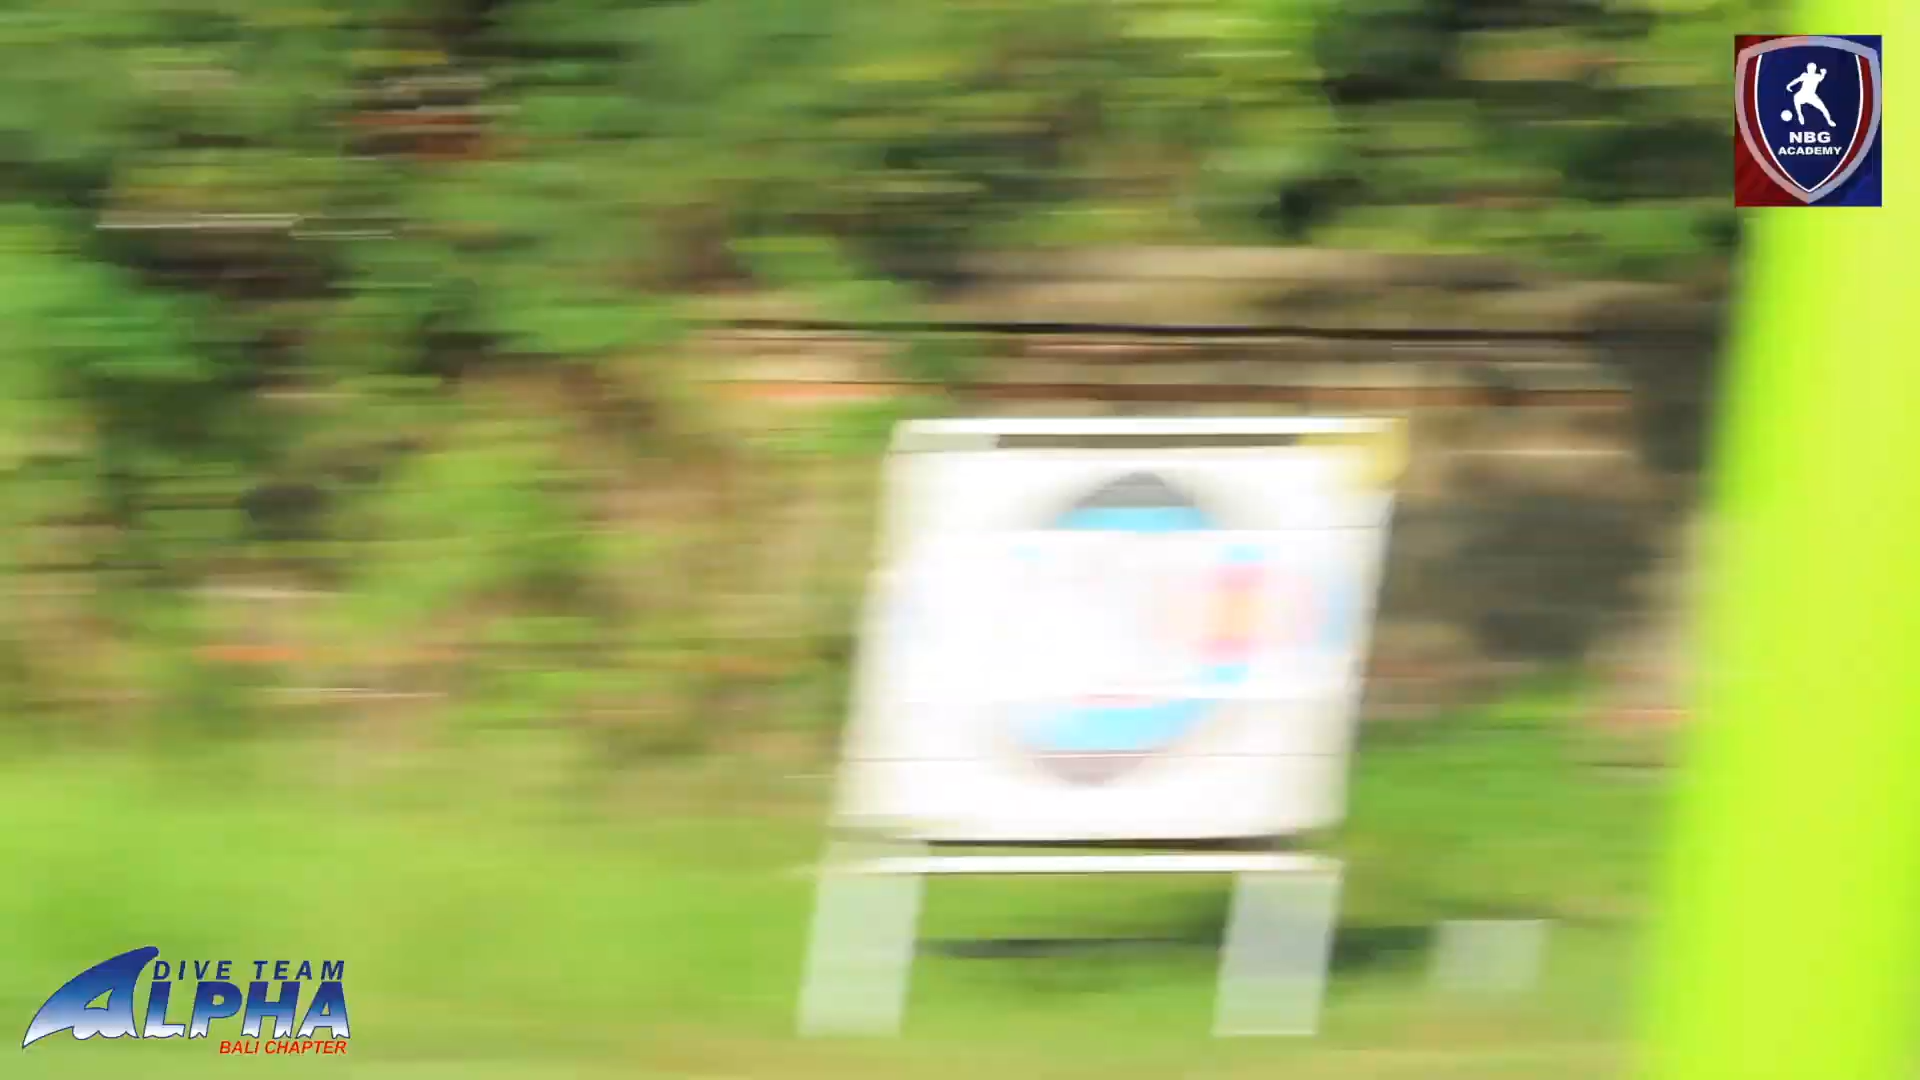 NBG
ACADEMY
DIVE TEAM
ALPHA
BALI CHAPTER